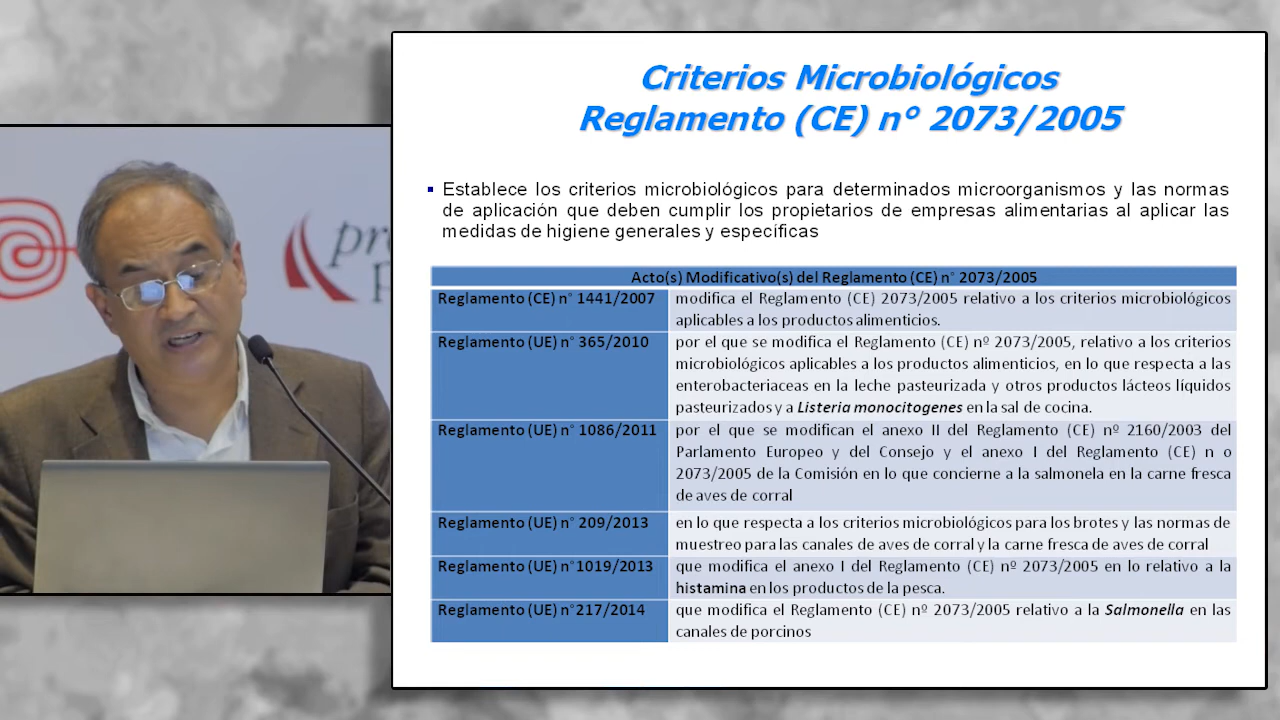 Criterios Microbiológicos
Reglamento (CE) n° 2073/2005
Establece los criterios microbiológicos para determinados microorganismos y las normas
de aplicación que deben cumplir los propietarios de empresas alimentarias al aplicar las
medidas de higiene generales y específicas
Acto(s) Modificativo(s) del Reglamento (CE) n° 2073/2005
Reglamento (CE) n° 1441/2007
modifica el Reglamento (CE) 2073/2005 relativo a los criterios microbiológicos
aplicables a los productos alimenticios.
Reglamento (UE) n° 365/2010
por el que se modifica el Reglamento (CE) nº 2073/2005, relativo a los criterios
microbiológicos aplicables a los productos alimenticios, en lo que respecta a las
enterobacteriaceas en la leche pasteurizada y otros productos lácteos líquidos
pasteurizados y a Listeria monocitogenes en la sal de cocina.
Reglamento (UE) n° 1086/2011
por el que se modifican el anexo II del Reglamento (CE) nº 2160/2003 del
Parlamento Europeo y del Consejo y el anexo I del Reglamento (CE) n o
2073/2005 de la Comisión en lo que concierne a la salmonela en la carne fresca
de aves de corral
Reglamento (UE) n° 209/2013
en lo que respecta a los criterios microbiológicos para los brotes y las normas de
muestreo para las canales de aves de corral y la carne fresca de aves de corral
Reglamento (UE) n°1019/2013
que modifica el anexo I del Reglamento (CE) nº 2073/2005 en lo relativo a la
histamina en los productos de la pesca.
Reglamento (UE) n°217/2014
que modifica el Reglamento (CE) nº 2073/2005 relativo a la Salmonella en las
canales de porcinos